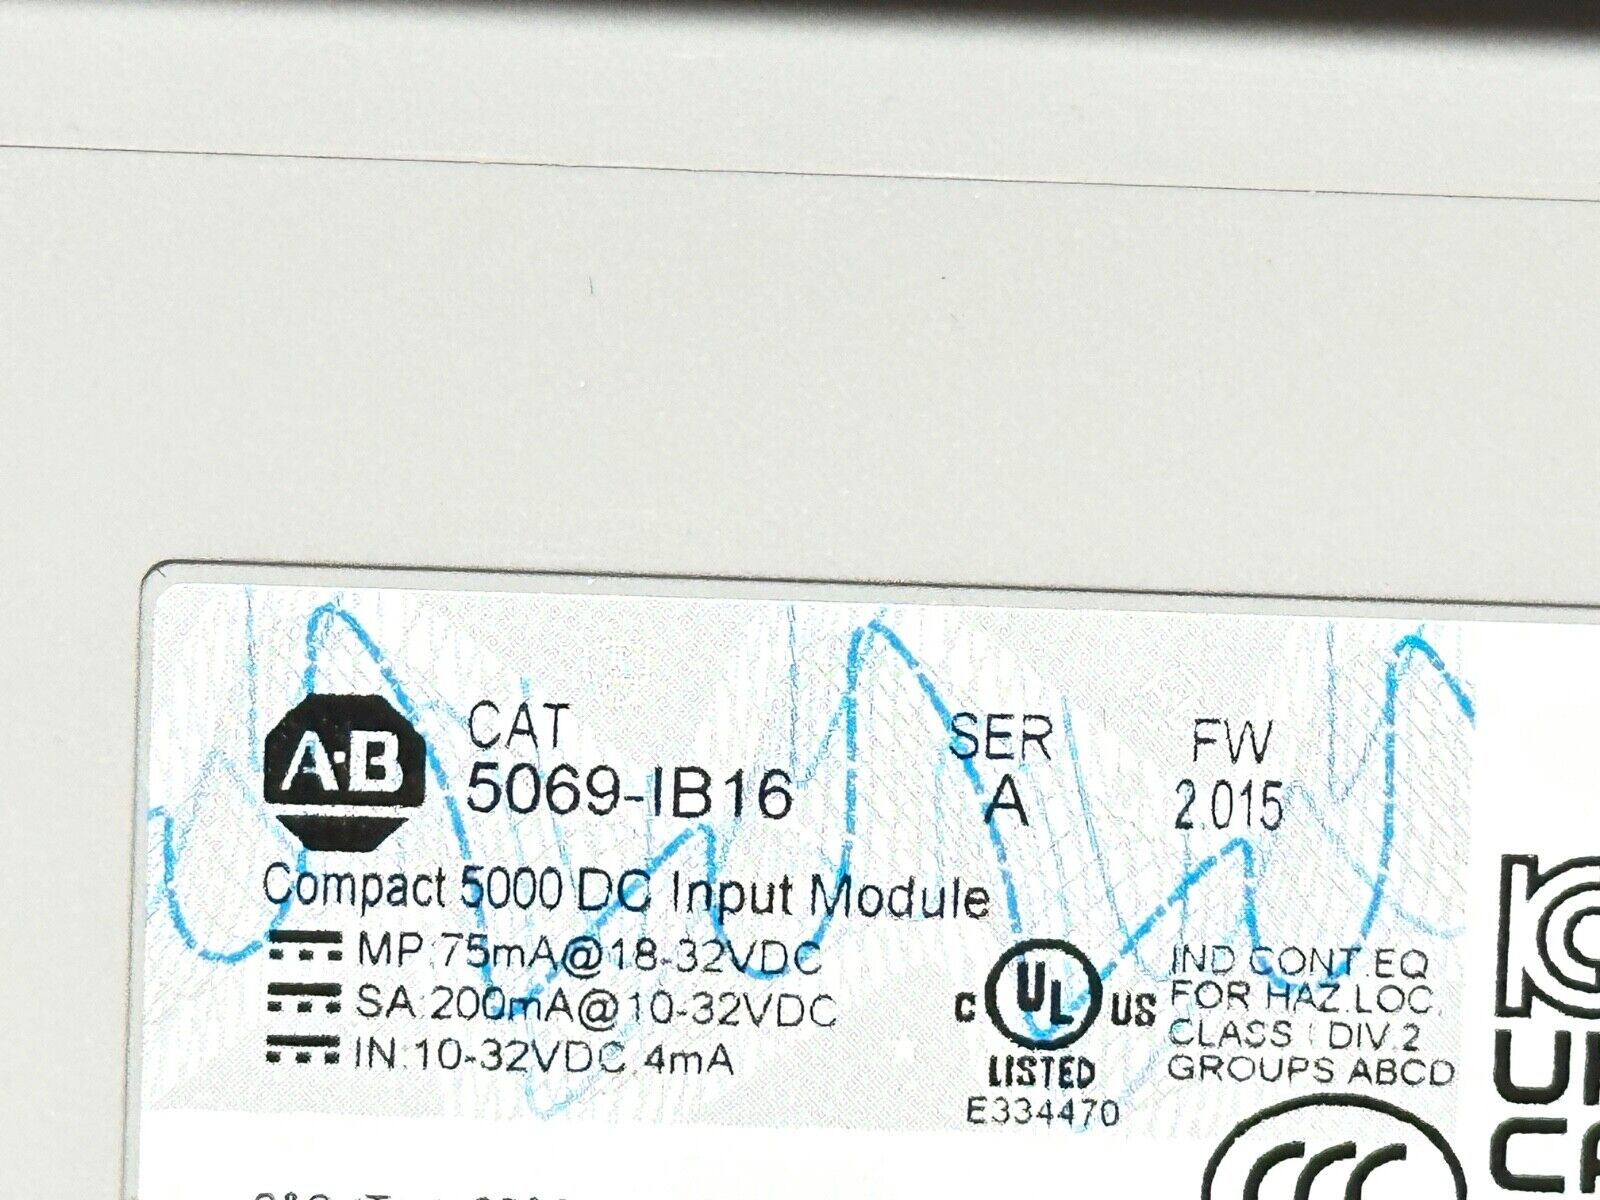 A·B
CAT
5069-IB16
SER
A
FW
2.015
Compact 5000 DC Input Module
MP:75mA@18-32VDC
SA:200mA@10-32VDC
IN:10-32VDC,4mA
C UL US
LISTED
E334470
IND.CONT.EQ
FOR HAZ.LOC.
CLASS I DIV.2
GROUPS ABCD